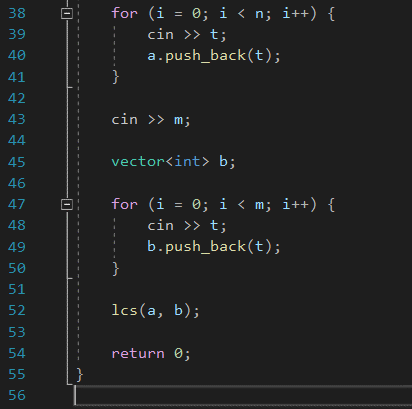 38 for (i = 0; i < n; i++) {
39 cin >> t;
40 a.push_back(t);
41 }
42
43 cin >> m;
44
45 vector<int> b;
46
47 for (i = 0; i < m; i++) {
48 cin >> t;
49 b.push_back(t);
50 }
51
52 lcs(a, b);
53
54 return 0;
55 }
56